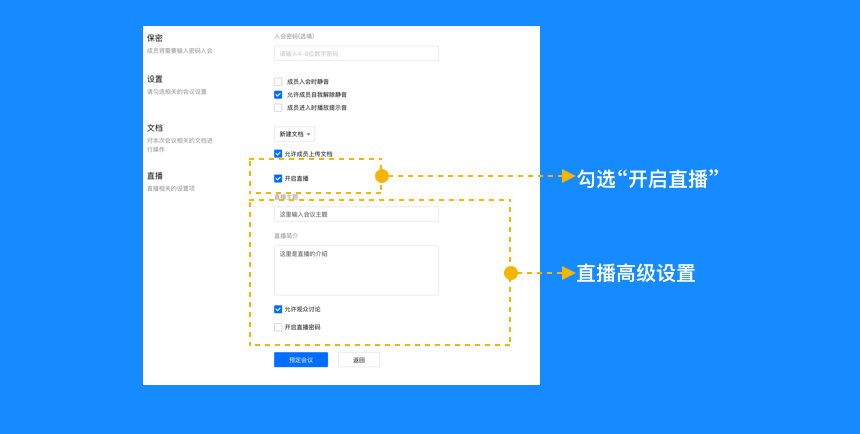 保密
成员将需要输入密码入会
入会密码(选填)
请输入4-6位数字密码
设置
请勾选相关的会议设置
成员入会时静音
允许成员自我解除静音
成员进入时播放提示音
文档
对本次会议相关的文档进
行操作
新建文档
允许成员上传文档
直播
直播相关的设置项
开启直播
勾选“开启直播”
直播主题
这里输入会议主题
直播简介
这里是直播的介绍
直播高级设置
允许观众讨论
开启直播密码
预定会议
返回